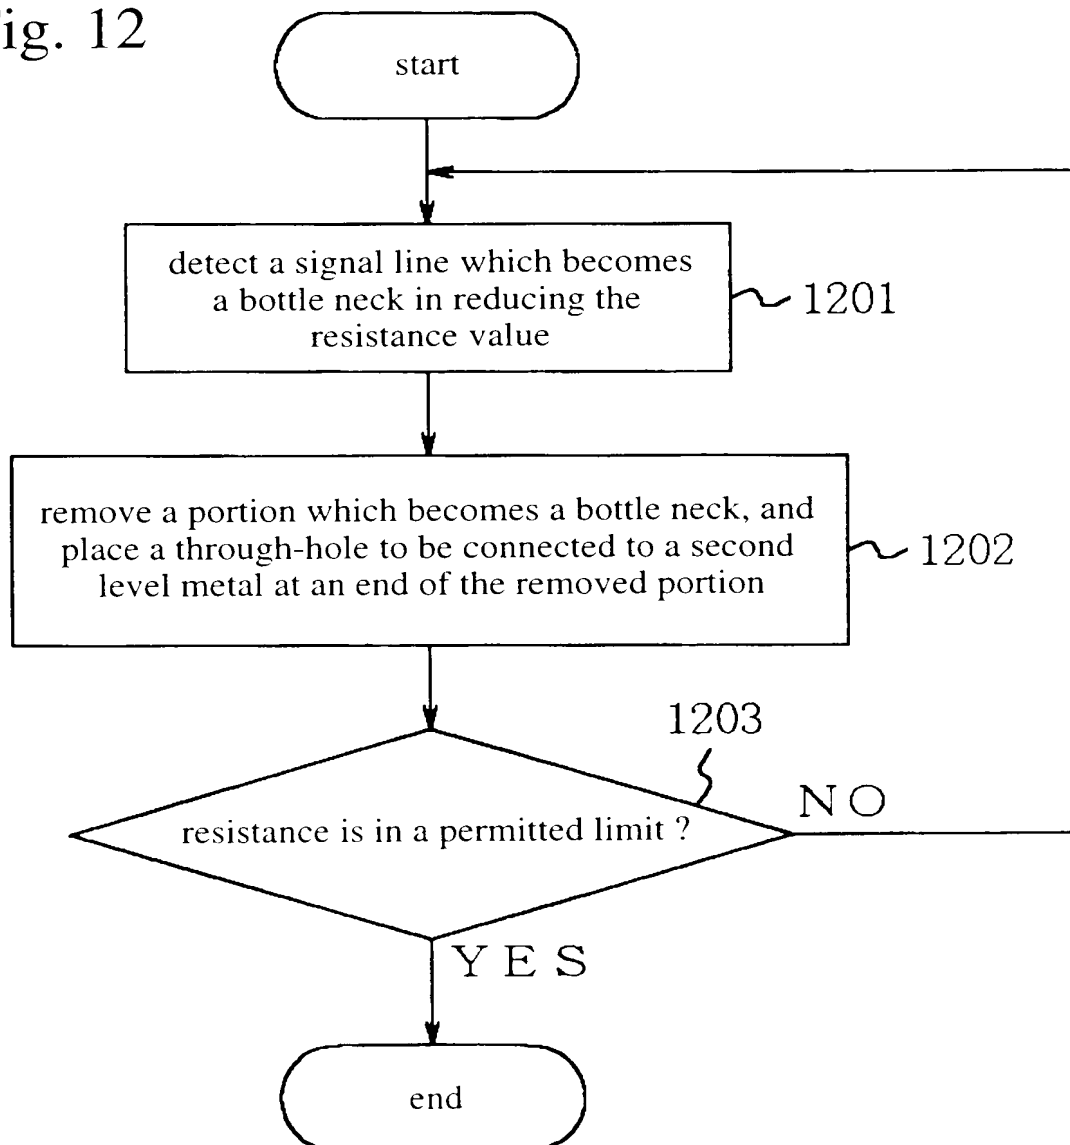 ig. 12
start
detect a signal line which becomes
a bottle neck in reducing the
resistance value
1201
remove a portion which becomes a bottle neck, and
place a through-hole to be connected to a second
level metal at an end of the removed portion
1202
1203
resistance is in a permitted limit ?
NO
YES
end